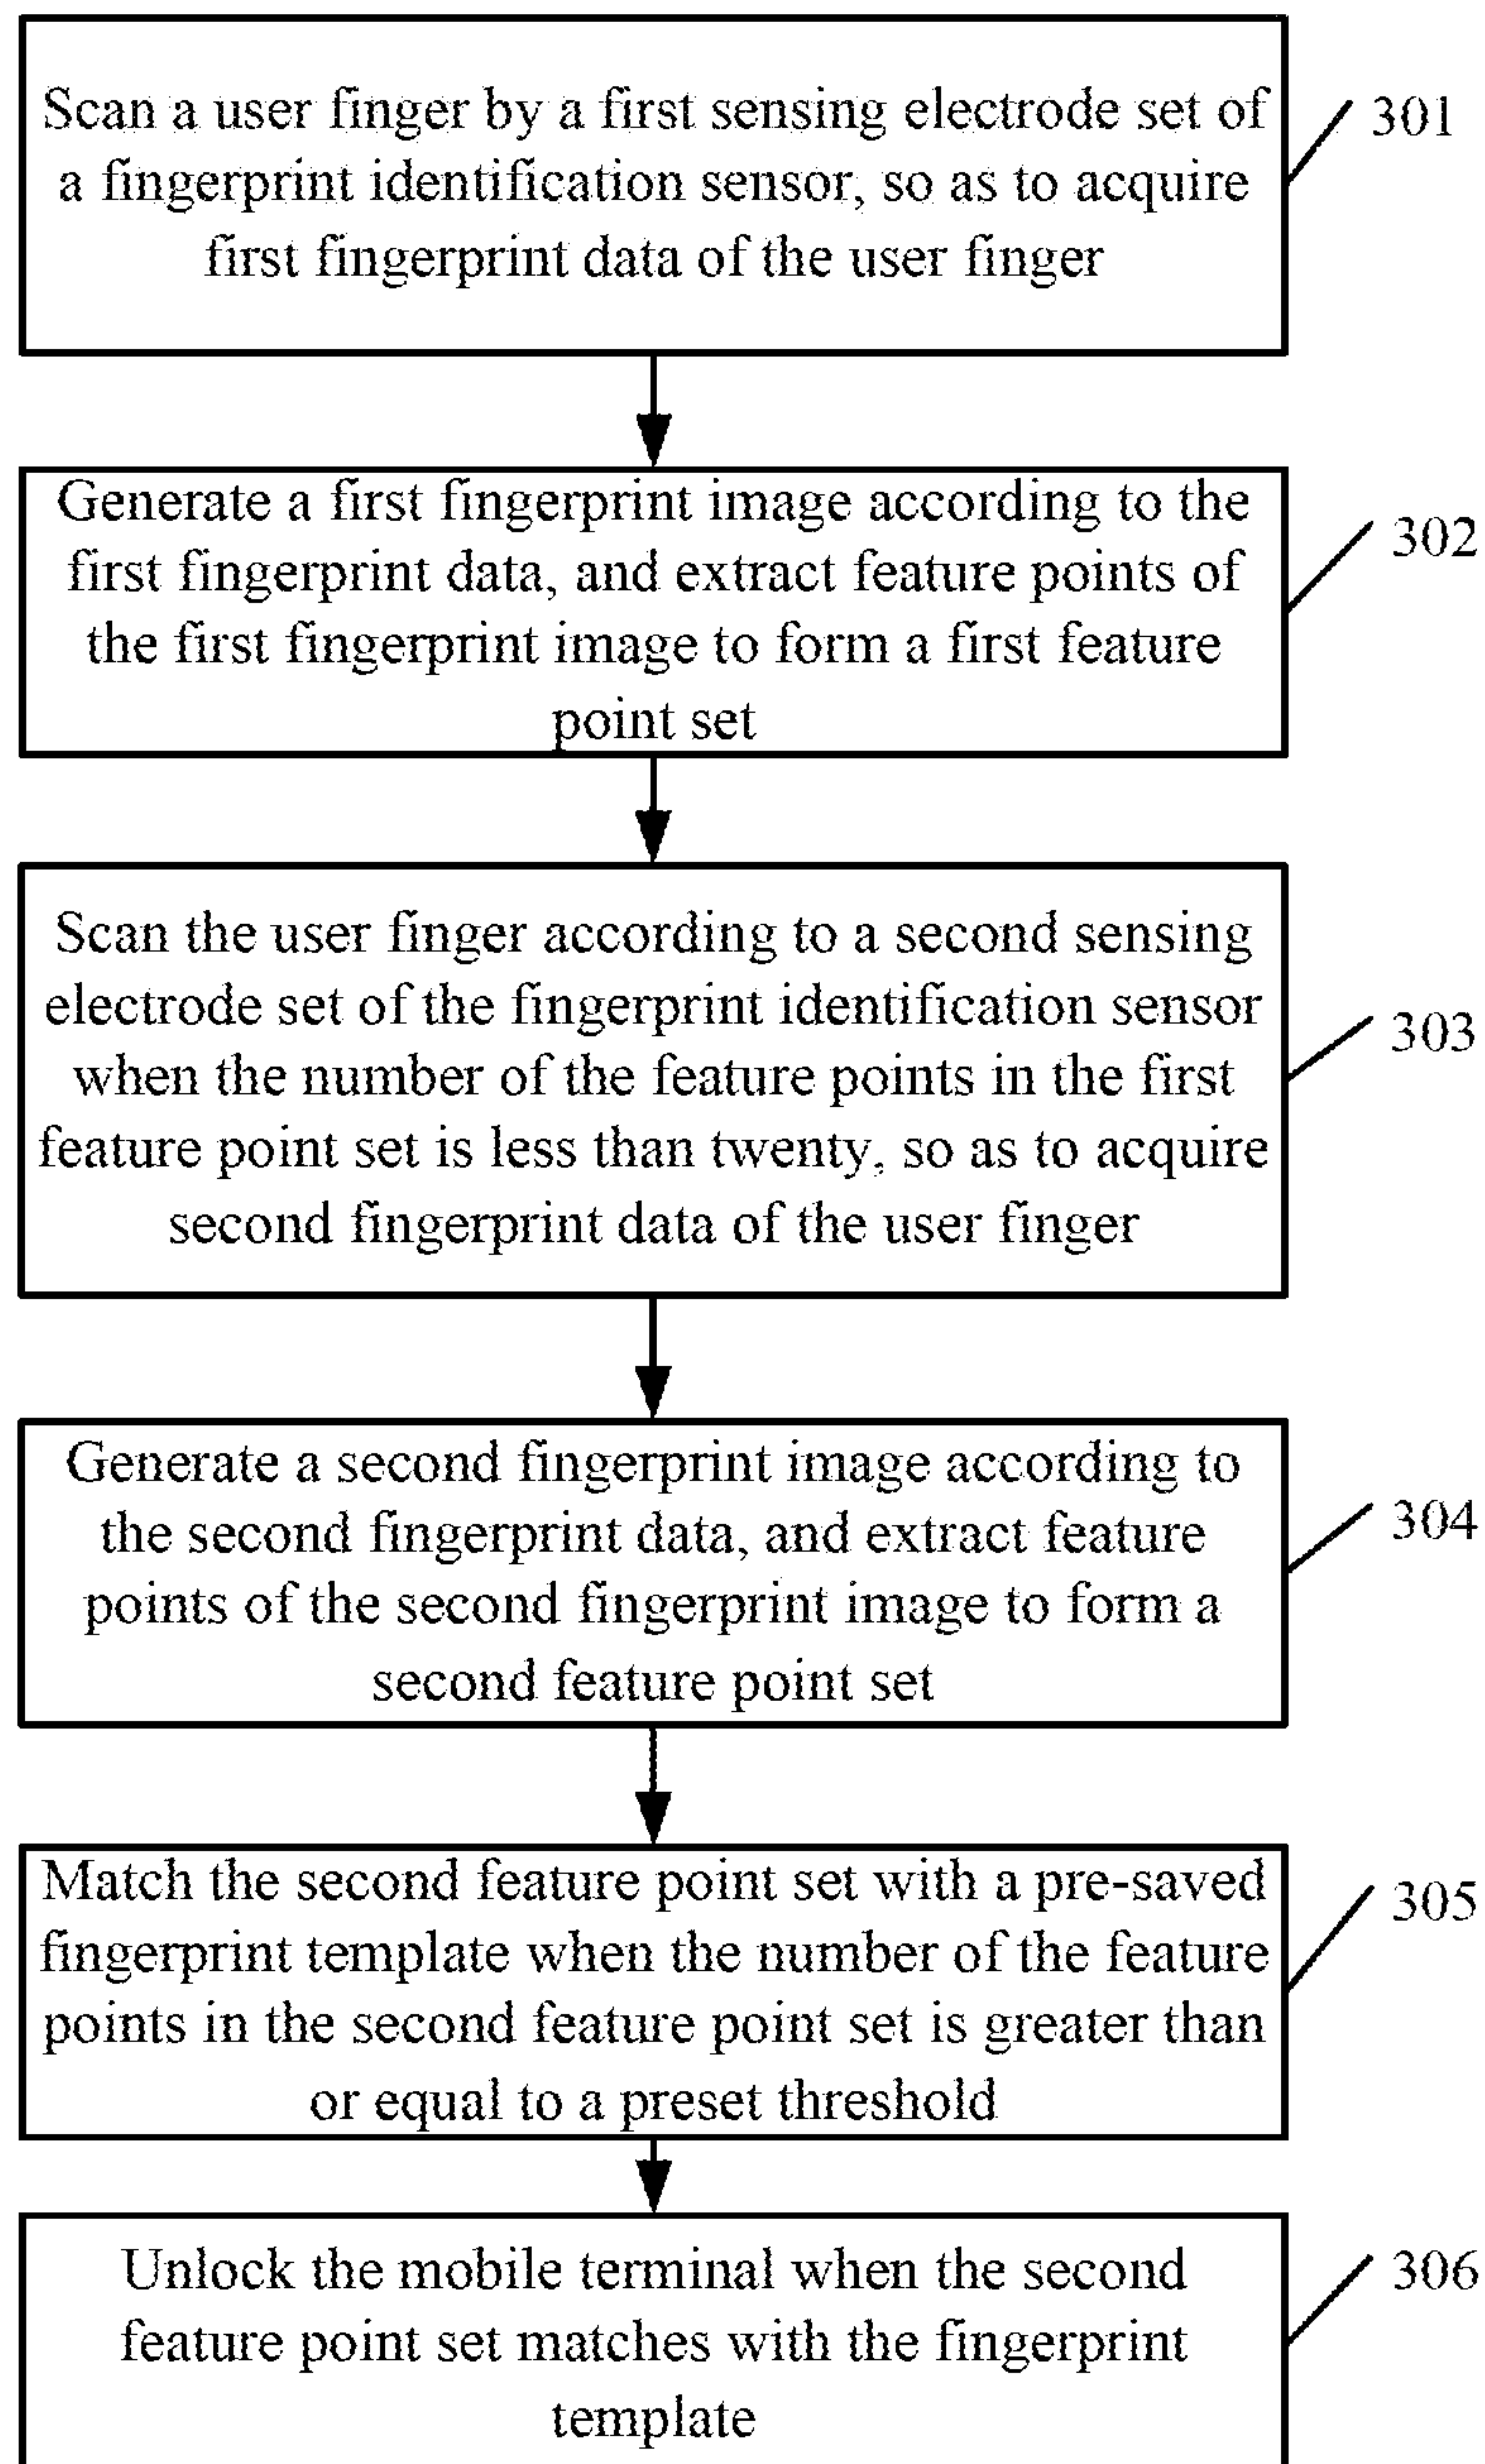 Scan a user finger by a first sensing electrode set of
a fingerprint identification sensor, so as to acquire
first fingerprint data of the user finger
301
Generate a first fingerprint image according to the
first fingerprint data, and extract feature points of
the first fingerprint image to form a first feature
point set
302
Scan the user finger according to a second sensing
electrode set of the fingerprint identification sensor
when the number of the feature points in the first
feature point set is less than twenty, so as to acquire
second fingerprint data of the user finger
303
Generate a second fingerprint image according to
the second fingerprint data, and extract feature
points of the second fingerprint image to form a
second feature point set
304
Match the second feature point set with a pre-saved
fingerprint template when the number of the feature
points in the second feature point set is greater than
or equal to a preset threshold
305
Unlock the mobile terminal when the second
feature point set matches with the fingerprint
template
306